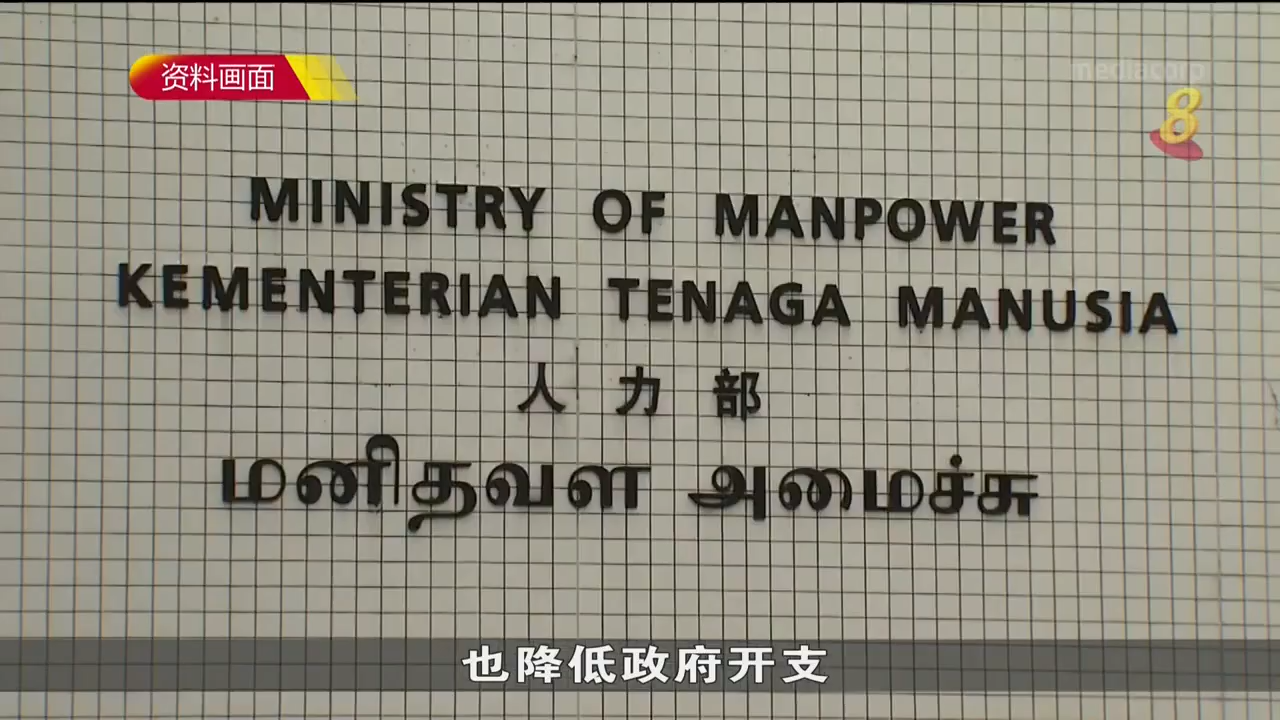 资料画面
mediacorp
8
MINISTRY OF MANPOWER
KEMENTERIAN TENAGA MANUSIA
人力部
மனிதவள அமைச்சு
也降低政府开支